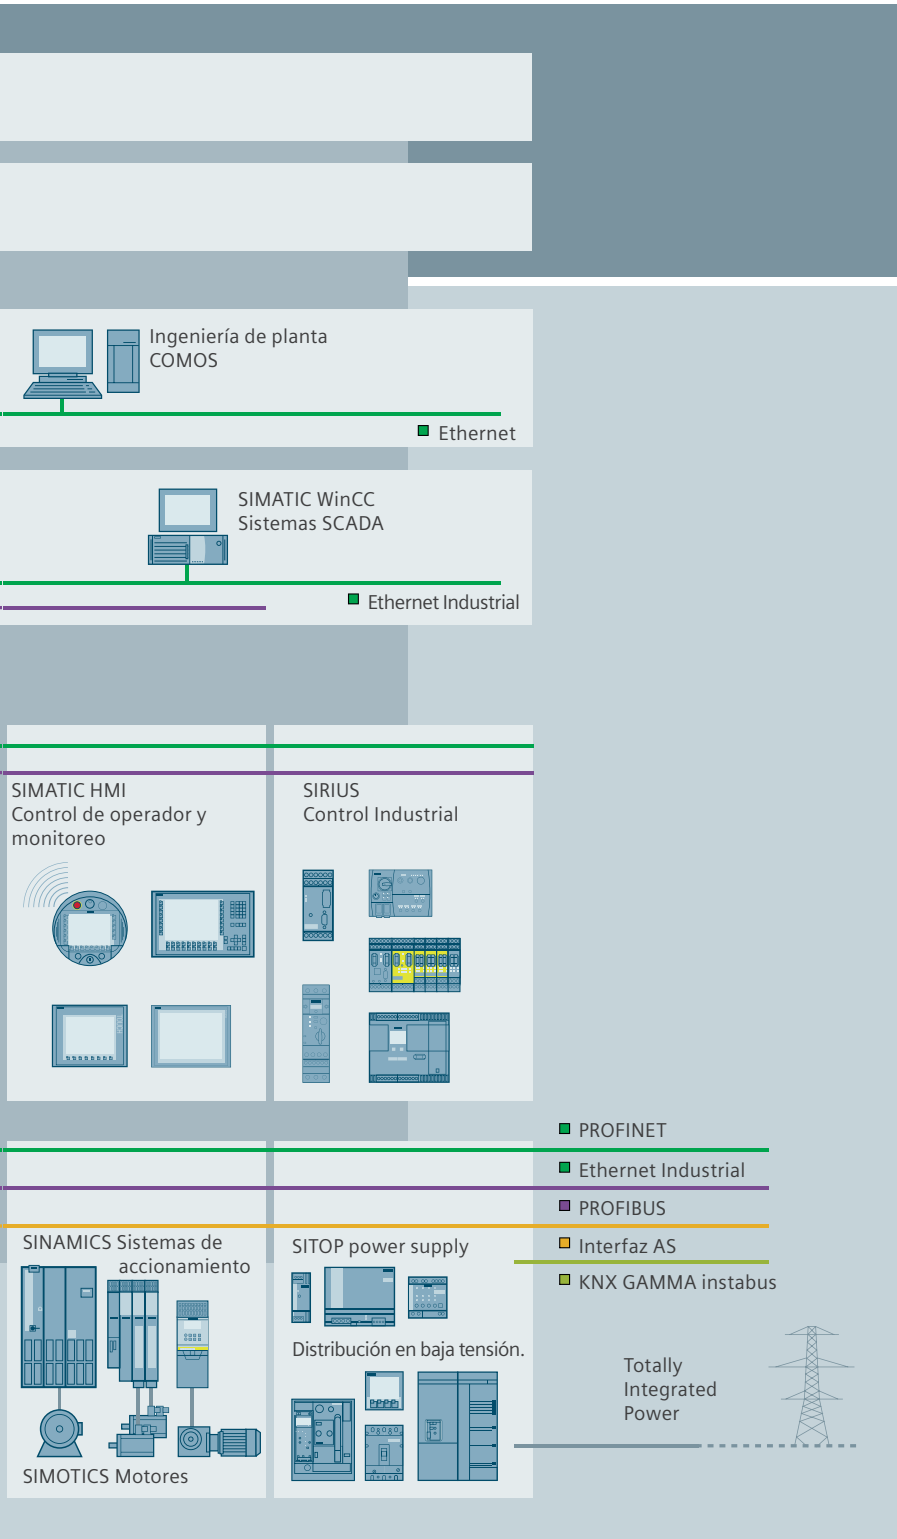 Ingeniería de planta
COMOS
Ethernet
SIMATIC WinCC
Sistemas SCADA
Ethernet Industrial
SIMATIC HMI
Control de operador y
monitoreo
SIRIUS
Control Industrial
PROFINET
Ethernet Industrial
PROFIBUS
Interfaz AS
KNX GAMMA instabus
SINAMICS Sistemas de
accionamiento
SIMOTICS Motores
SITOP power supply
Distribución en baja tensión.
Totally
Integrated
Power